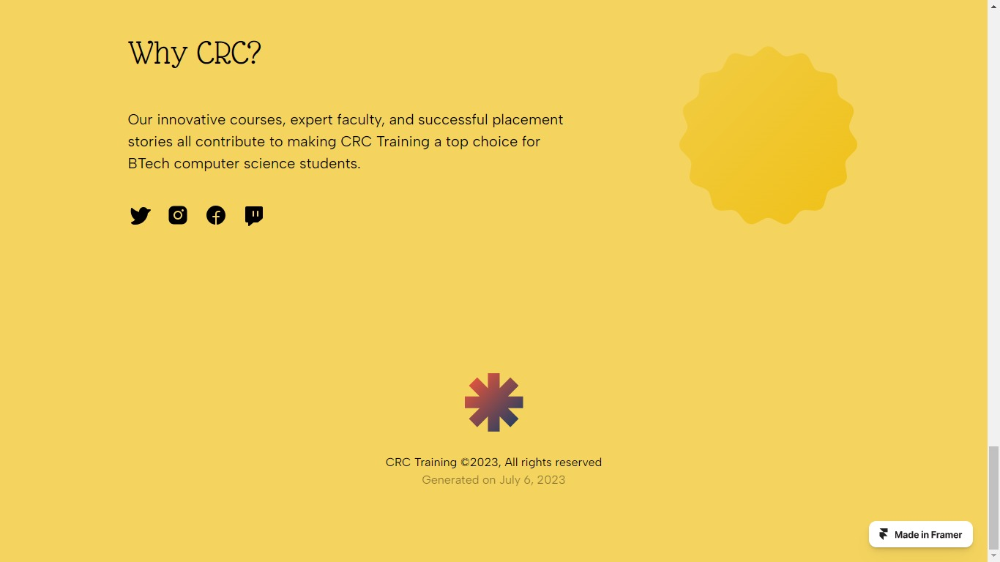 Why CRC?
Our innovative courses, expert faculty, and successful placement
stories all contribute to making CRC Training a top choice for
BTech computer science students.
CRC Training ©2023, All rights reserved
Generated on July 6, 2023
Made in Framer